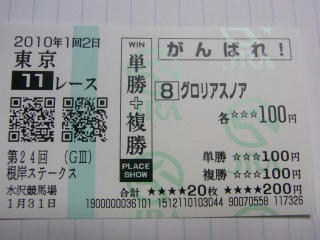 2010年1回2日
東京
11レース
第24回 (GⅢ)
根岸ステークス
水沢競馬場
1月31日
WIN
単勝+複勝
PLACE SHOW
がんばれ!
8 グロリアスノア
各☆☆☆100円
単勝 ☆☆☆100円
複勝 ☆☆☆100円
合計 ★★★★20枚 ★★★★200円
1900000036101 1512110103044 90070558 117326